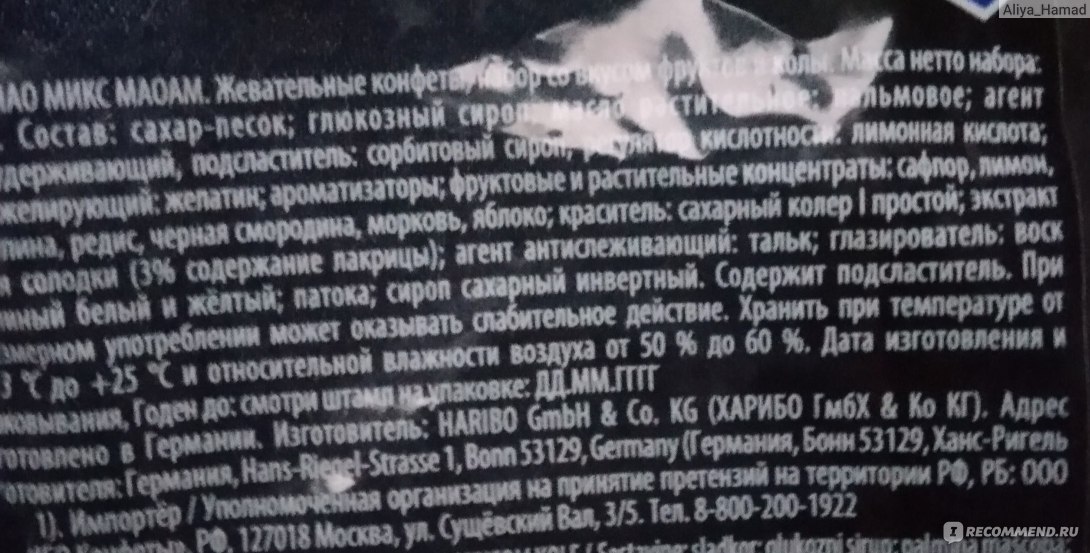 Aliya_Hamad
МАО МИКС МАОАМ. Жевательные конфеты, набор со вкусом фруктов и колы. Масса нетто набора:
Состав: сахар-песок; глюкозный сироп; масло растительное: пальмовое; агент
удерживающий, подсластитель: сорбитовый сироп; кислотности: лимонная кислота;
желирующий: желатин; ароматизаторы; фруктовые и растительные концентраты: сафлор, лимон,
редис, черная смородина, морковь, яблоко; краситель: сахарный колер I простой; экстракт
солодки (3% содержание лакрицы); агент антислеживающий: тальк; глазирователь: воск
белый и жёлтый; патока; сироп сахарный инвертный. Содержит подсластитель. При
употреблении может оказывать слабительное действие. Хранить при температуре от
3 °С до +25 °С и относительной влажности воздуха от 50 % до 60 %. Дата изготовления и
Годен до: смотри штамп на упаковке: ДД.ММ.ГГГГ
в Германии. Изготовитель: HARIBO GmbH & Co. KG (ХАРИБО ГмбХ & Ко КГ). Адрес
Германия, Hans-Riegel-Strasse 1, Bonn 53129, Germany (Германия, Бонн 53129, Ханс-Ригель
1). Импортёр / Уполномоченная организация на принятие претензий на территории РФ, РБ: ООО
РФ, 127018 Москва, ул. Сущёвский Вал, 3/5. Тел. 8-800-200-1922
I RECOMMEND.RU